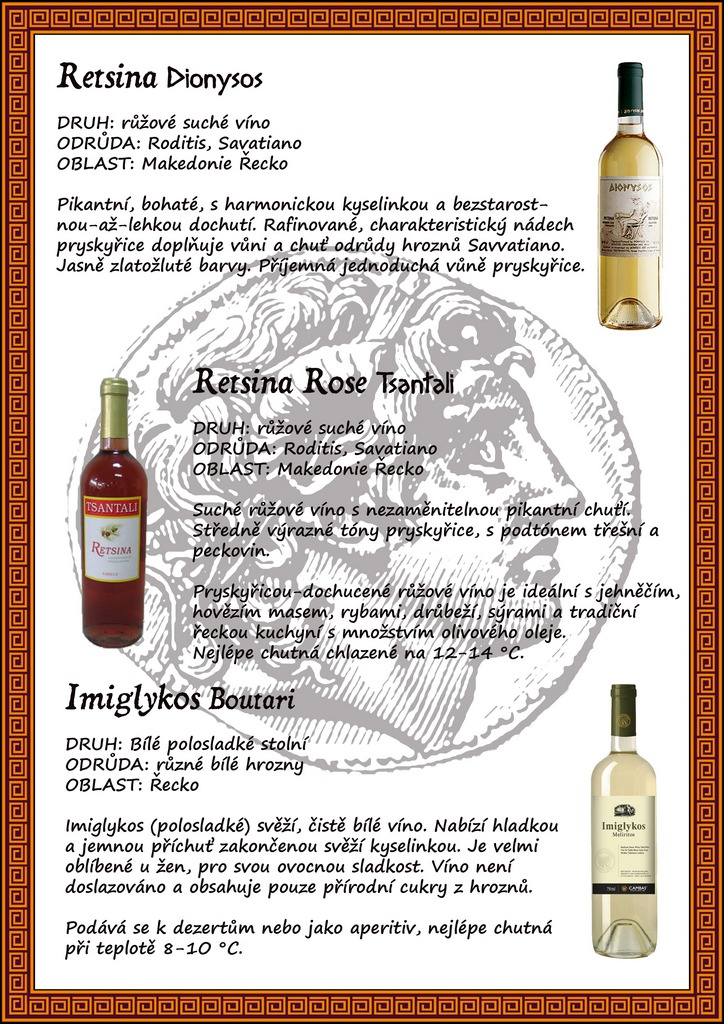 Retsina Dionysos
DRUH: růžové suché víno
ODRŮDA: Roditis, Savatiano
OBLAST: Makedonie Řecko
Pikantní, bohaté, s harmonickou kyselinkou a bezstarost-
nou-až-lehkou dochutí. Rafinované, charakteristický nádech
pryskyřice doplňuje vůni a chuť odrůdy hroznů Savvatiano.
Jasně zlatožluté barvy. Příjemná jednoduchá vůně pryskyřice.
DIONYSOS
Retsina Rose Tsantali
DRUH: růžové suché víno
ODRŮDA: Roditis, Savatiano
OBLAST: Makedonie Řecko
Suché růžové víno s nezaměnitelnou pikantní chuťí.
Středně výrazné tóny pryskyřice, s podtónem třešní a
peckovin.
Pryskyřicou-dochucené růžové víno je ideální s jehněčím,
hovězím masem, rybami, drůbeží, sýrami a tradiční
řeckou kuchyní s množstvím olivového oleje.
Nejlépe chutná chlazené na 12-14 °C.
TSANTALI
RETSINA
Imiglykos Boutari
DRUH: Bílé polosladké stolní
ODRŮDA: různé bílé hrozny
OBLAST: Řecko
Imiglykos (polosladké) svěží, čistě bílé víno. Nabízí hladkou
a jemnou příchuť zakončenou svěží kyselinkou. Je velmi
oblíbené u žen, pro svou ovocnou sladkost. Víno není
doslazováno a obsahuje pouze přírodní cukry z hroznů.
Podává se k dezertům nebo jako aperitiv, nejlépe chutná
při teplotě 8-10 °C.
Imiglykos
Meliritos
750ml CAMBAS